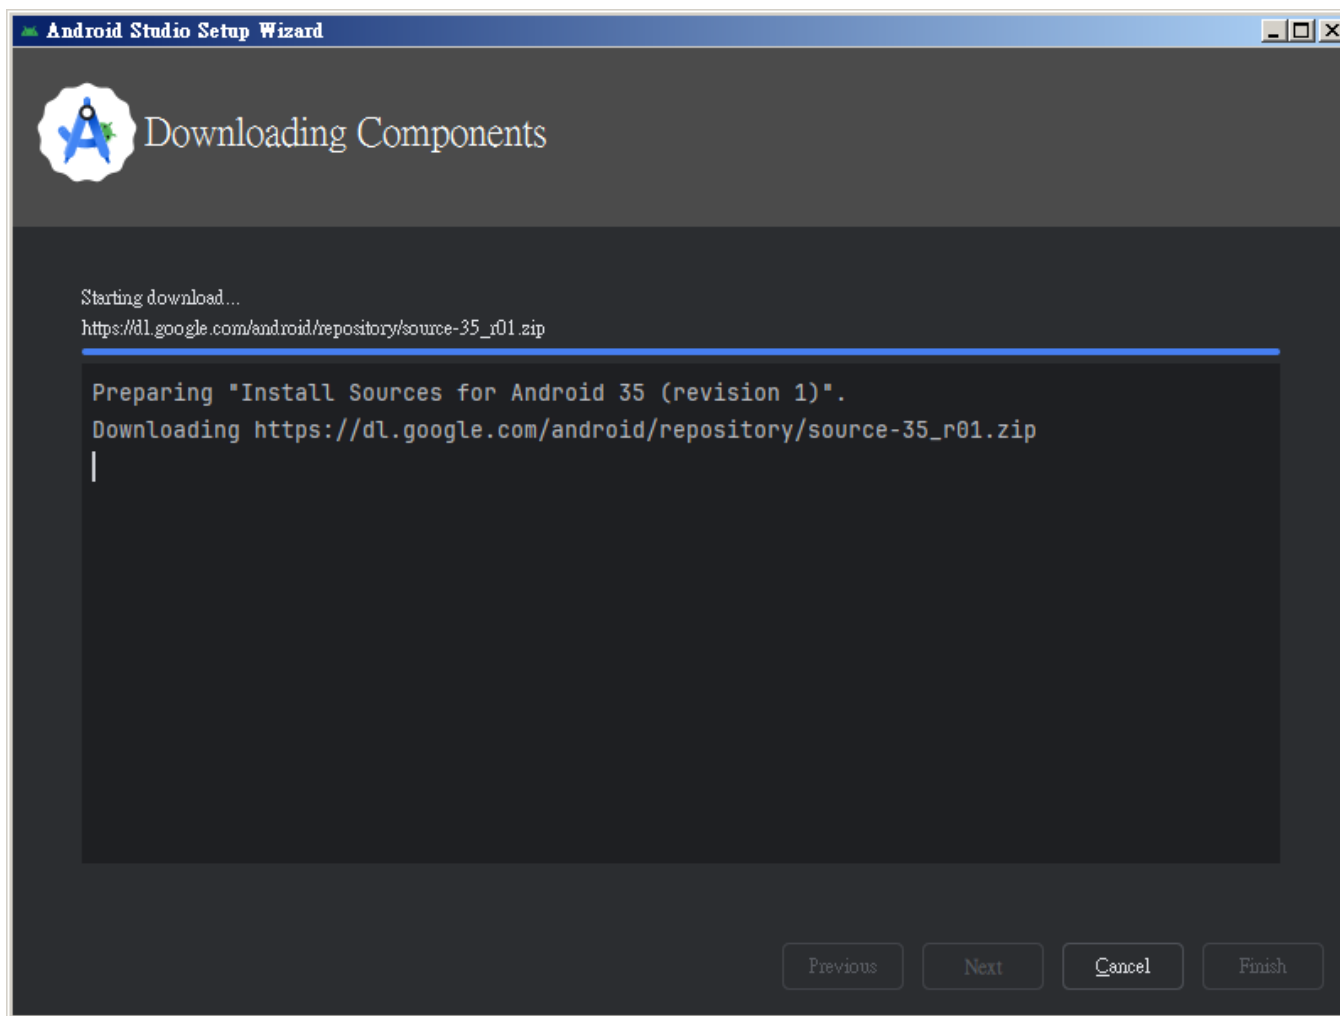 Android Studio Setup Wizard
Downloading Components
Starting download...
https://dl.google.com/android/repository/source-35_r01.zip
Preparing "Install Sources for Android 35 (revision 1)".
Downloading https://dl.google.com/android/repository/source-35_r01.zip
Previous Next Cancel Finish